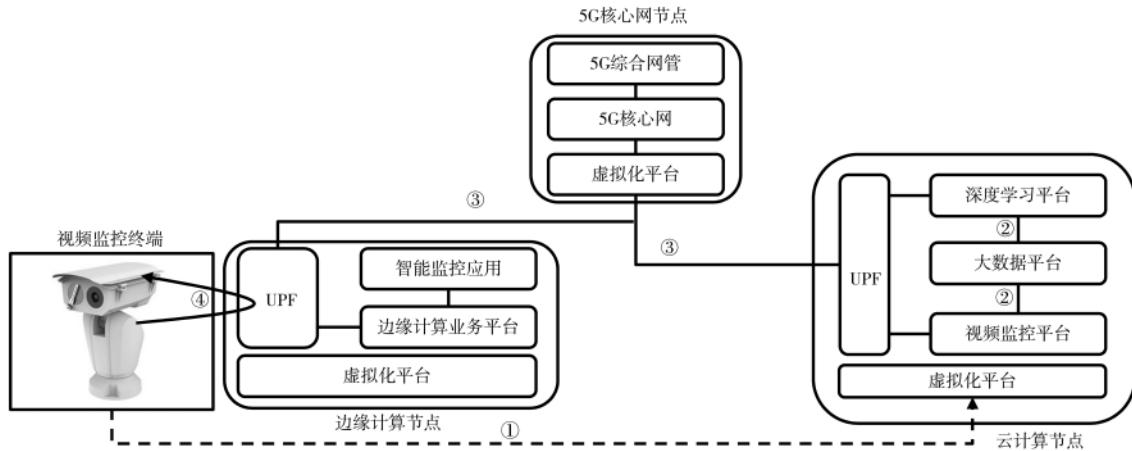 5G核心网节点
5G综合网管
5G核心网
虚拟化平台
③
③
视频监控终端
④
UPF
智能监控应用
边缘计算业务平台
虚拟化平台
边缘计算节点
UPF
深度学习平台
②
大数据平台
②
视频监控平台
虚拟化平台
云计算节点
①